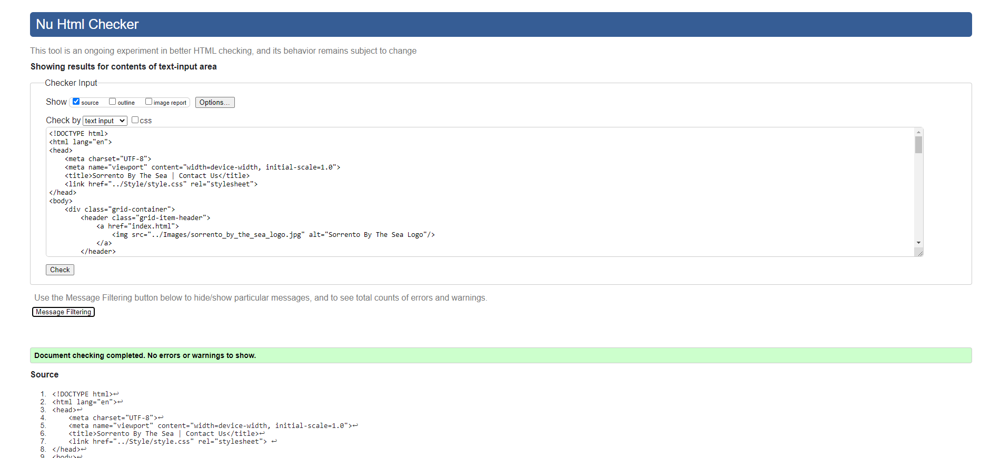 Nu Html Checker
This tool is an ongoing experiment in better HTML checking, and its behavior remains subject to change
Showing results for contents of text-input area
Checker Input
Show source outline image report Options...
Check by text input css
<!DOCTYPE html>
<html lang="en">
<head>
    <meta charset="UTF-8">
    <meta name="viewport" content="width=device-width, initial-scale=1.0">
    <title>Sorrento By The Sea | Contact Us</title>
    <link href="../Style/style.css" rel="stylesheet">
</head>
<body>
    <div class="grid-container">
        <header class="grid-item-header">
            <a href="index.html">
                <img src="../Images/sorrento_by_the_sea_logo.jpg" alt="Sorrento By The Sea Logo"/>
            </a>
        </header>
Check
Use the Message Filtering button below to hide/show particular messages, and to see total counts of errors and warnings.
Message Filtering
Document checking completed. No errors or warnings to show.
Source
1. <!DOCTYPE html>↩
2. <html lang="en">↩
3. <head>↩
4.     <meta charset="UTF-8">↩
5.     <meta name="viewport" content="width=device-width, initial-scale=1.0">↩
6.     <title>Sorrento By The Sea | Contact Us</title>↩
7.     <link href="../Style/style.css" rel="stylesheet"> ↩
8. </head>↩
9. <body>↩